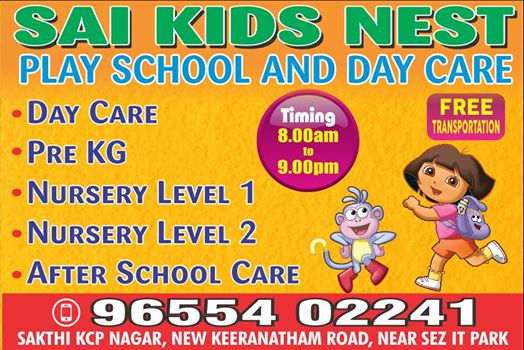 SAI KIDS NEST
PLAY SCHOOL AND DAY CARE
• DAY CARE
• PRE KG
• NURSERY LEVEL 1
• NURSERY LEVEL 2
• AFTER SCHOOL CARE
Timing
8.00am
to
9.00pm
FREE
TRANSPORTATION
96554 02241
SAKTHI KCP NAGAR, NEW KEERANATHAM ROAD, NEAR SEZ IT PARK